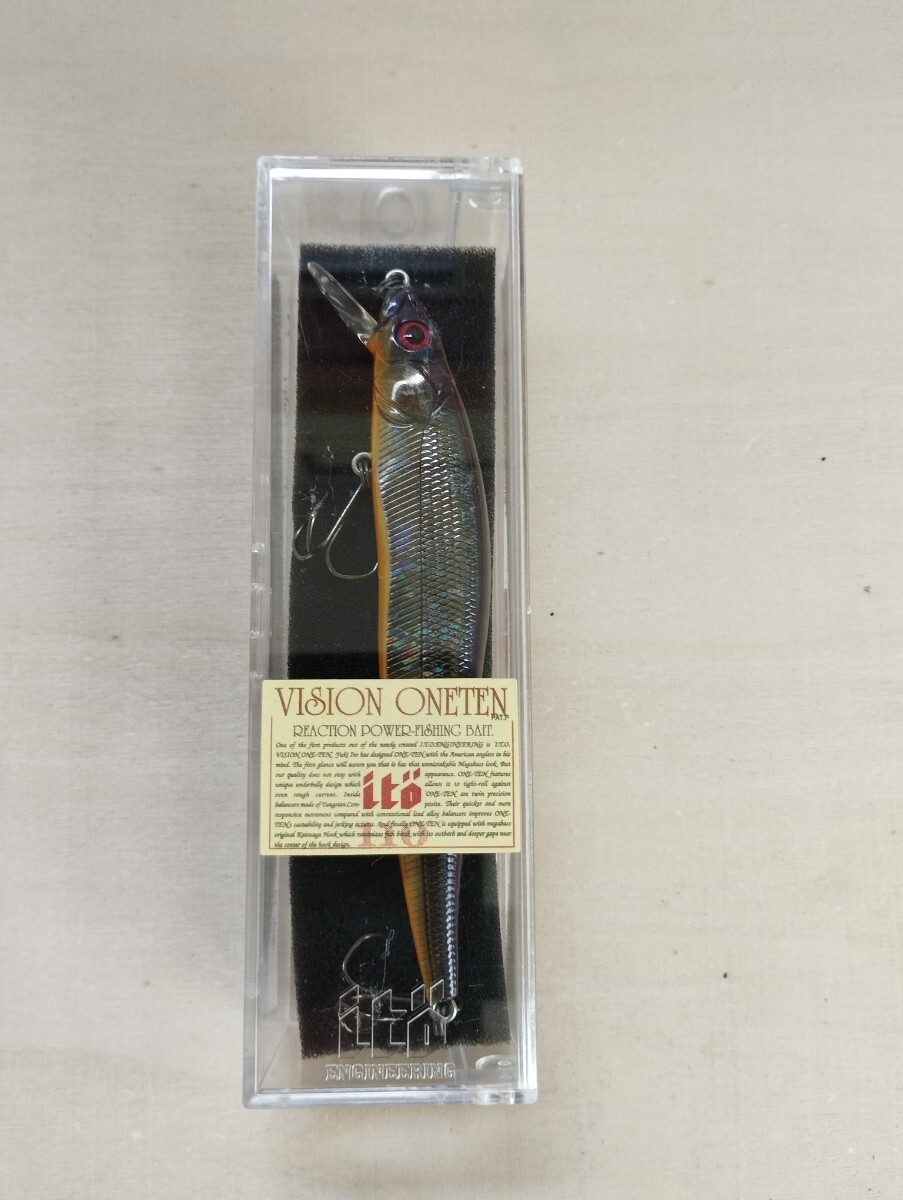 VISION ONETEN
PAT.P
REACTION POWER-FISHING BAIT.
One of the first products out of the newly created I.T.O.ENGINEERING is 'I.T.O.
VISION ONE-TEN. Yuki Ito has designed ONE-TEN with the American anglers in his
mind. The first glance will assure you that it has that unmistakable Megabass look. But
our quality does not stop with appearance. ONE-TEN features
unique underbelly design which allows it to tight-roll against
even rough current. Inside ONE-TEN are twin precision
balancers made of Tungsten Com- posite. Their quicker and more
responsive movement compared with conventional lead alloy balancers improves ONE-
TEN's castability and jerking actions. And finally ONE-TEN is equipped with megabass
original Katsuage Hook which minimizes fish break with its outbarb and deeper gape near
the center of the hook design.
itö
itö
ENGINEERING